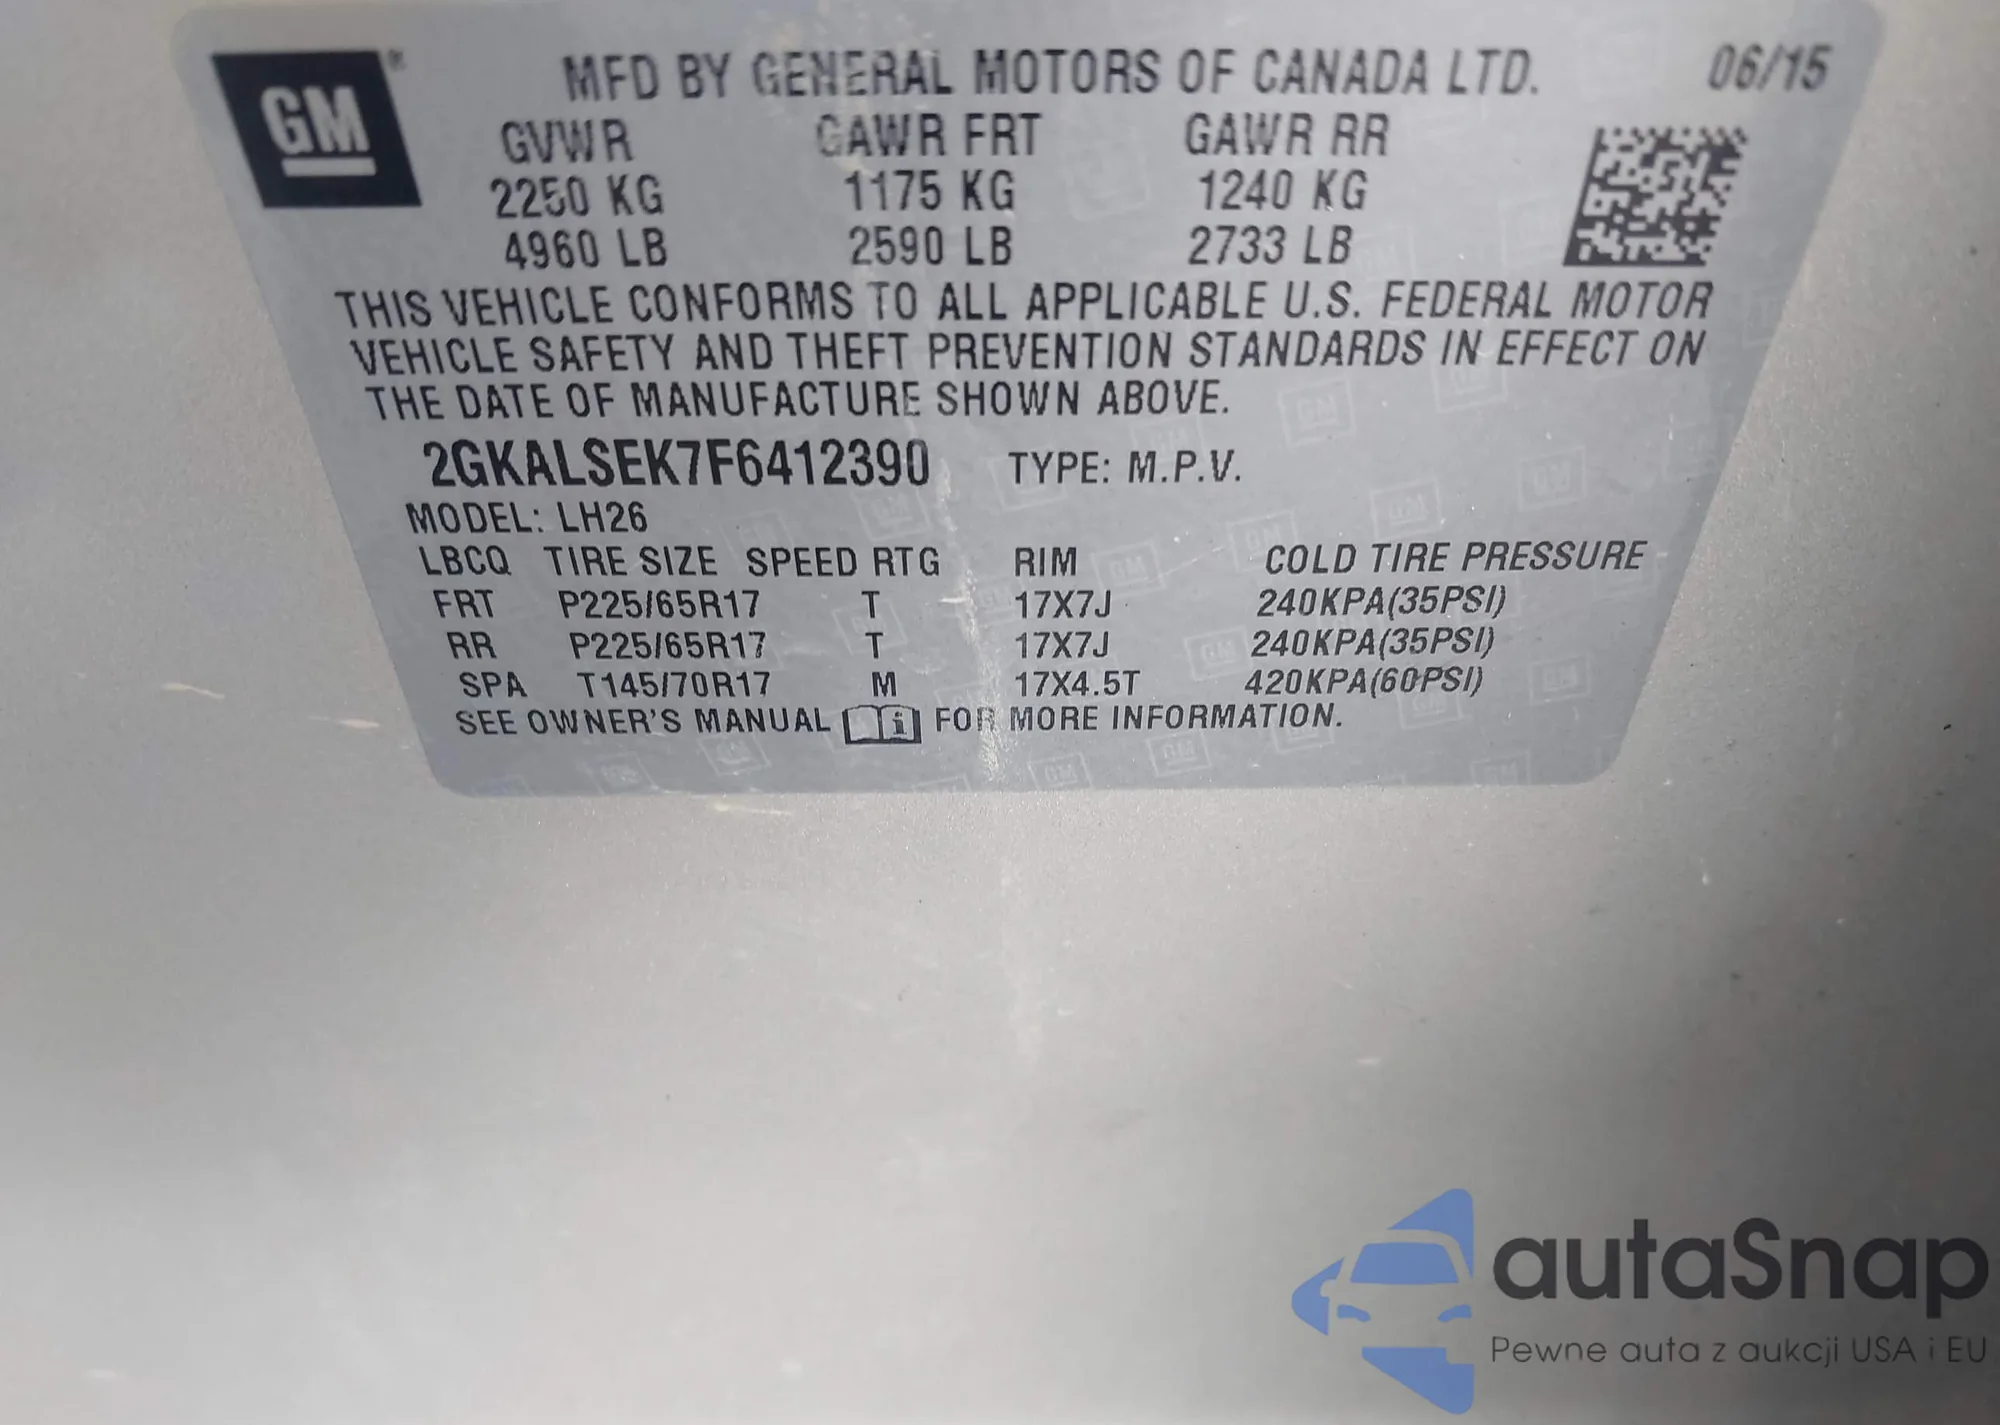 GM®
MFD BY GENERAL MOTORS OF CANADA LTD. 06/15
GVWR GAWR FRT GAWR RR
2250 KG 1175 KG 1240 KG
4960 LB 2590 LB 2733 LB
THIS VEHICLE CONFORMS TO ALL APPLICABLE U.S. FEDERAL MOTOR
VEHICLE SAFETY AND THEFT PREVENTION STANDARDS IN EFFECT ON
THE DATE OF MANUFACTURE SHOWN ABOVE.
2GKALSEK7F6412390 TYPE: M.P.V.
MODEL: LH26
LBCQ TIRE SIZE SPEED RTG RIM COLD TIRE PRESSURE
FRT P225/65R17 T 17X7J 240KPA(35PSI)
RR P225/65R17 T 17X7J 240KPA(35PSI)
SPA T145/70R17 M 17X4.5T 420KPA(60PSI)
SEE OWNER'S MANUAL i FOR MORE INFORMATION.
autaSnap
Pewne auta z aukcji USA i EU